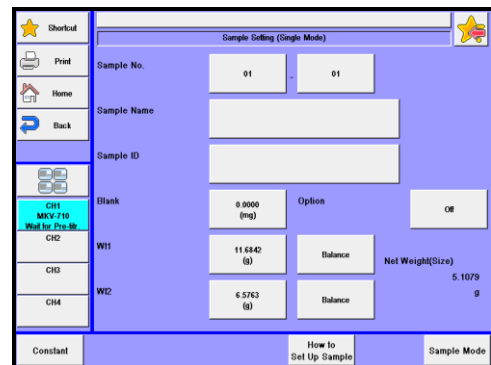 Shortcut
Sample Setting (Single Mode)
Print
Home
Back
Sample No.
01
-
01
Sample Name
Sample ID
Blank
0.0000
(mg)
Option
Off
CH1
MKV-710
Wait for Pre-titr.
CH2
CH3
CH4
Wt1
11.6842
(g)
Balance
Net Weight(Size)
5.1079
g
Wt2
6.5763
(g)
Balance
Constant
How to
Set Up Sample
Sample Mode